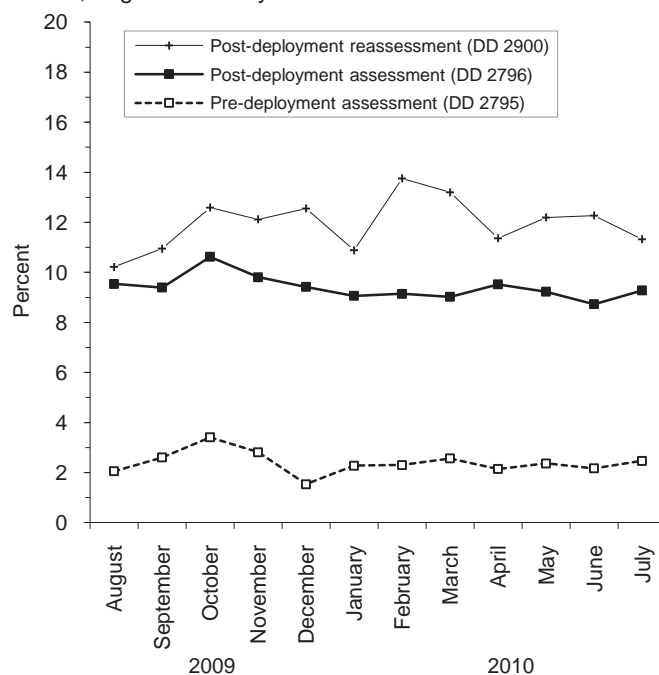 20
18
16
14
12
10
8
6
4
2
0
Percent
Post-deployment reassessment (DD 2900)
Post-deployment assessment (DD 2796)
Pre-deployment assessment (DD 2795)
August
September
October
November
December
January
February
March
April
May
June
July
2009
2010